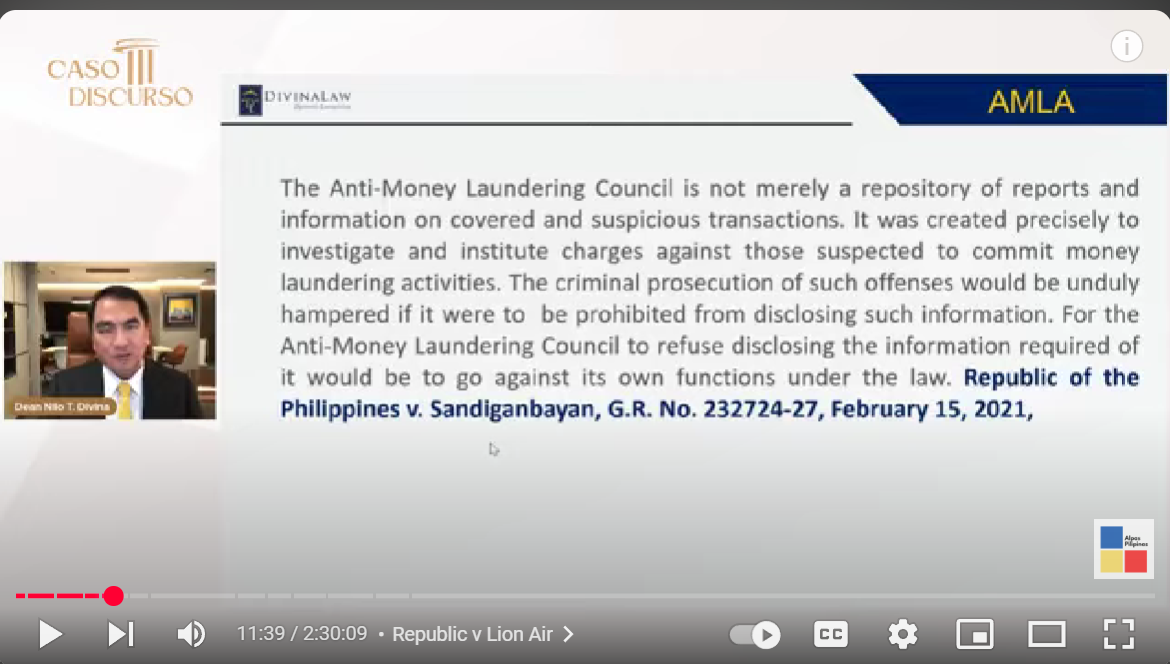 CASO
DISCURSO
DIVINALAW
AMLA
The Anti-Money Laundering Council is not merely a repository of reports and
information on covered and suspicious transactions. It was created precisely to
investigate and institute charges against those suspected to commit money
laundering activities. The criminal prosecution of such offenses would be unduly
hampered if it were to be prohibited from disclosing such information. For the
Anti-Money Laundering Council to refuse disclosing the information required of
it would be to go against its own functions under the law. Republic of the
Philippines v. Sandiganbayan, G.R. No. 232724-27, February 15, 2021,
Dean Nilo T. Divina
Alpas
Pilipinas
11:39 / 2:30:09 • Republic v Lion Air
CC